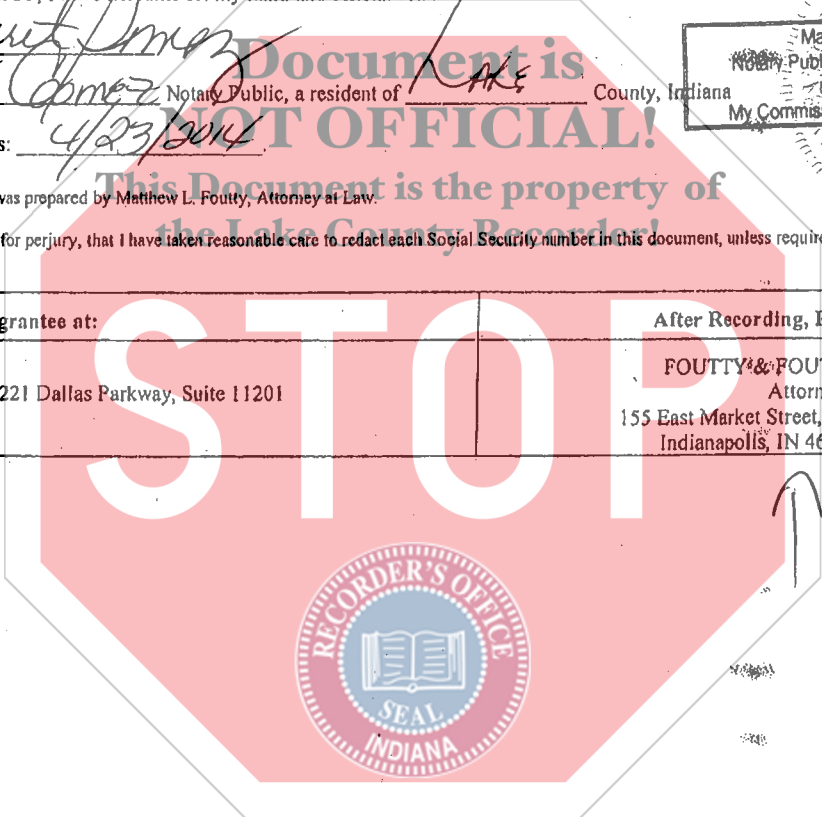 Document is
Gomez Notary Public, a resident of Lake County, Indiana
Notary Publ
My Commis
NOT OFFICIAL!
s: 4/23/2014
This Document is the property of
was prepared by Matthew L. Foutty, Attorney at Law.
the Lake County Recorder!
for perjury, that I have taken reasonable care to redact each Social Security number in this document, unless require
grantee at:
After Recording,
221 Dallas Parkway, Suite 11201
FOUTTY & FOU
Attorn
155 East Market Street,
Indianapolis, IN 46
STOP
RECORDER'S OFFICE
SEAL
INDIANA